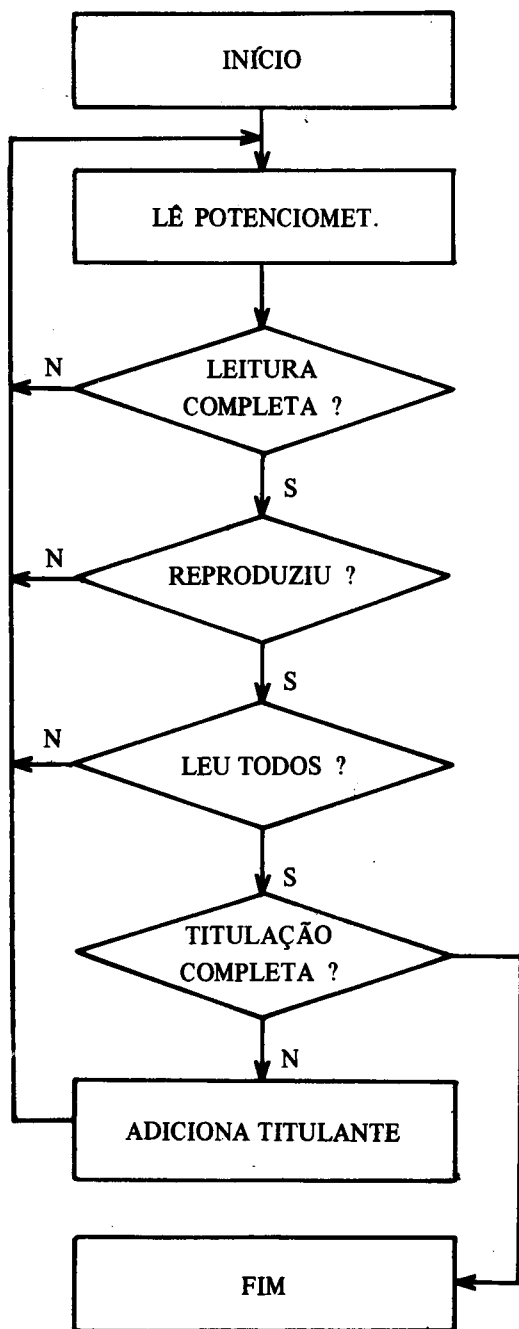 INÍCIO
LÊ POTENCIOMET.
N
LEITURA
COMPLETA ?
S
N
REPRODUZIU ?
S
N
LEU TODOS ?
S
TITULAÇÃO
COMPLETA ?
N
ADICIONA TITULANTE
FIM